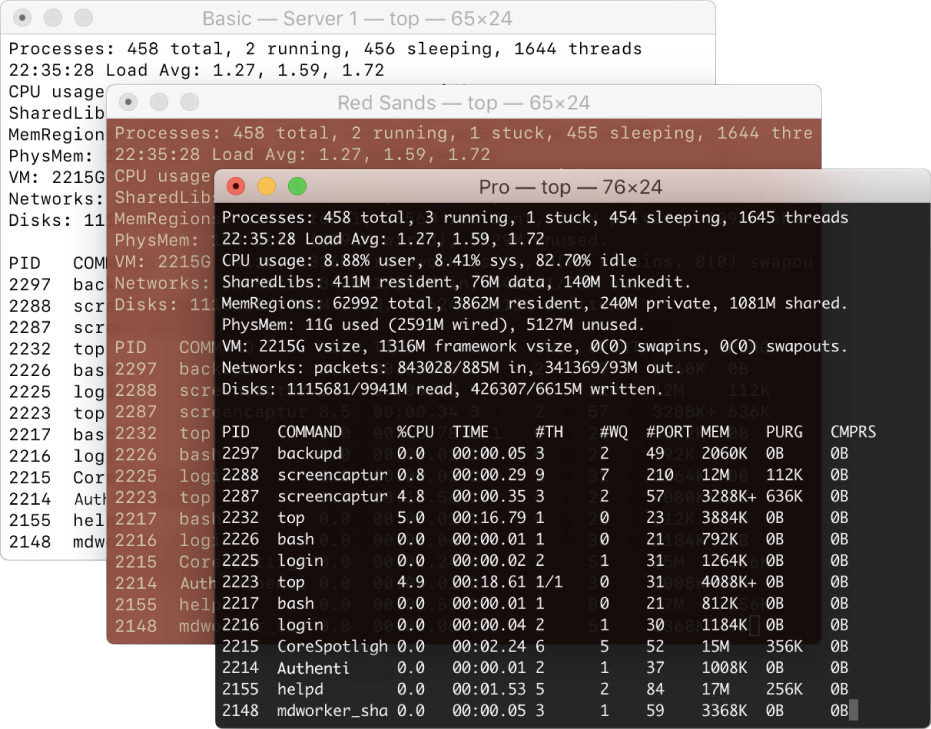 Basic — Server 1 — top — 65×24
Processes: 458 total, 2 running, 456 sleeping, 1644 threads
22:35:28 Load Avg: 1.27, 1.59, 1.72
CPU usage
SharedLib
MemRegion
PhysMem:
VM: 2215G
Networks:
Disks: 11
PID COM
2297 bac
2288 scr
2287 scr
2232 top
2226 bas
2225 log
2223 top
2217 bas
2216 log
2215 Cor
2214 Aut
2155 hel
2148 mdw
Red Sands — top — 65×24
Processes: 458 total, 2 running, 1 stuck, 455 sleeping, 1644 thre
22:35:28 Load Avg: 1.27, 1.59, 1.72
CPU usage
SharedLib
MemRegion
PhysMem:
VM: 2215G
Networks:
Disks: 11
PID COM
2297 bac
2288 scr
2287 scr
2232 top
2226 bas
2225 log
2223 top
2217 bas
2216 log
2215 Cor
2214 Aut
2155 hel
2148 mdw
Pro — top — 76×24
Processes: 458 total, 3 running, 1 stuck, 454 sleeping, 1645 threads
22:35:28 Load Avg: 1.27, 1.59, 1.72
CPU usage: 8.88% user, 8.41% sys, 82.70% idle
SharedLibs: 411M resident, 76M data, 140M linkedit.
MemRegions: 62992 total, 3862M resident, 240M private, 1081M shared.
PhysMem: 11G used (2591M wired), 5127M unused.
VM: 2215G vsize, 1316M framework vsize, 0(0) swapins, 0(0) swapouts.
Networks: packets: 843028/885M in, 341369/93M out.
Disks: 1115681/9941M read, 426307/6615M written.
PID COMMAND %CPU TIME #TH #WQ #PORT MEM PURG CMPRS
2297 backupd 0.0 00:00.05 3 2 49 2060K 0B 0B
2288 screencaptur 0.8 00:00.29 9 7 210 12M 112K 0B
2287 screencaptur 4.8 00:00.35 3 2 57 3288K+ 636K 0B
2232 top 5.0 00:16.79 1 0 23 3884K 0B 0B
2226 bash 0.0 00:00.01 1 0 21 792K 0B 0B
2225 login 0.0 00:00.02 2 1 31 1264K 0B 0B
2223 top 4.9 00:18.61 1/1 0 31 4088K+ 0B 0B
2217 bash 0.0 00:00.01 1 0 21 812K 0B 0B
2216 login 0.0 00:00.04 2 1 30 1184K 0B 0B
2215 CoreSpotligh 0.0 00:02.24 6 5 52 15M 356K 0B
2214 Authenti 0.0 00:00.01 2 1 37 1008K 0B 0B
2155 helpd 0.0 00:01.53 5 2 84 17M 256K 0B
2148 mdworker_sha 0.0 00:00.05 3 1 59 3368K 0B 0B